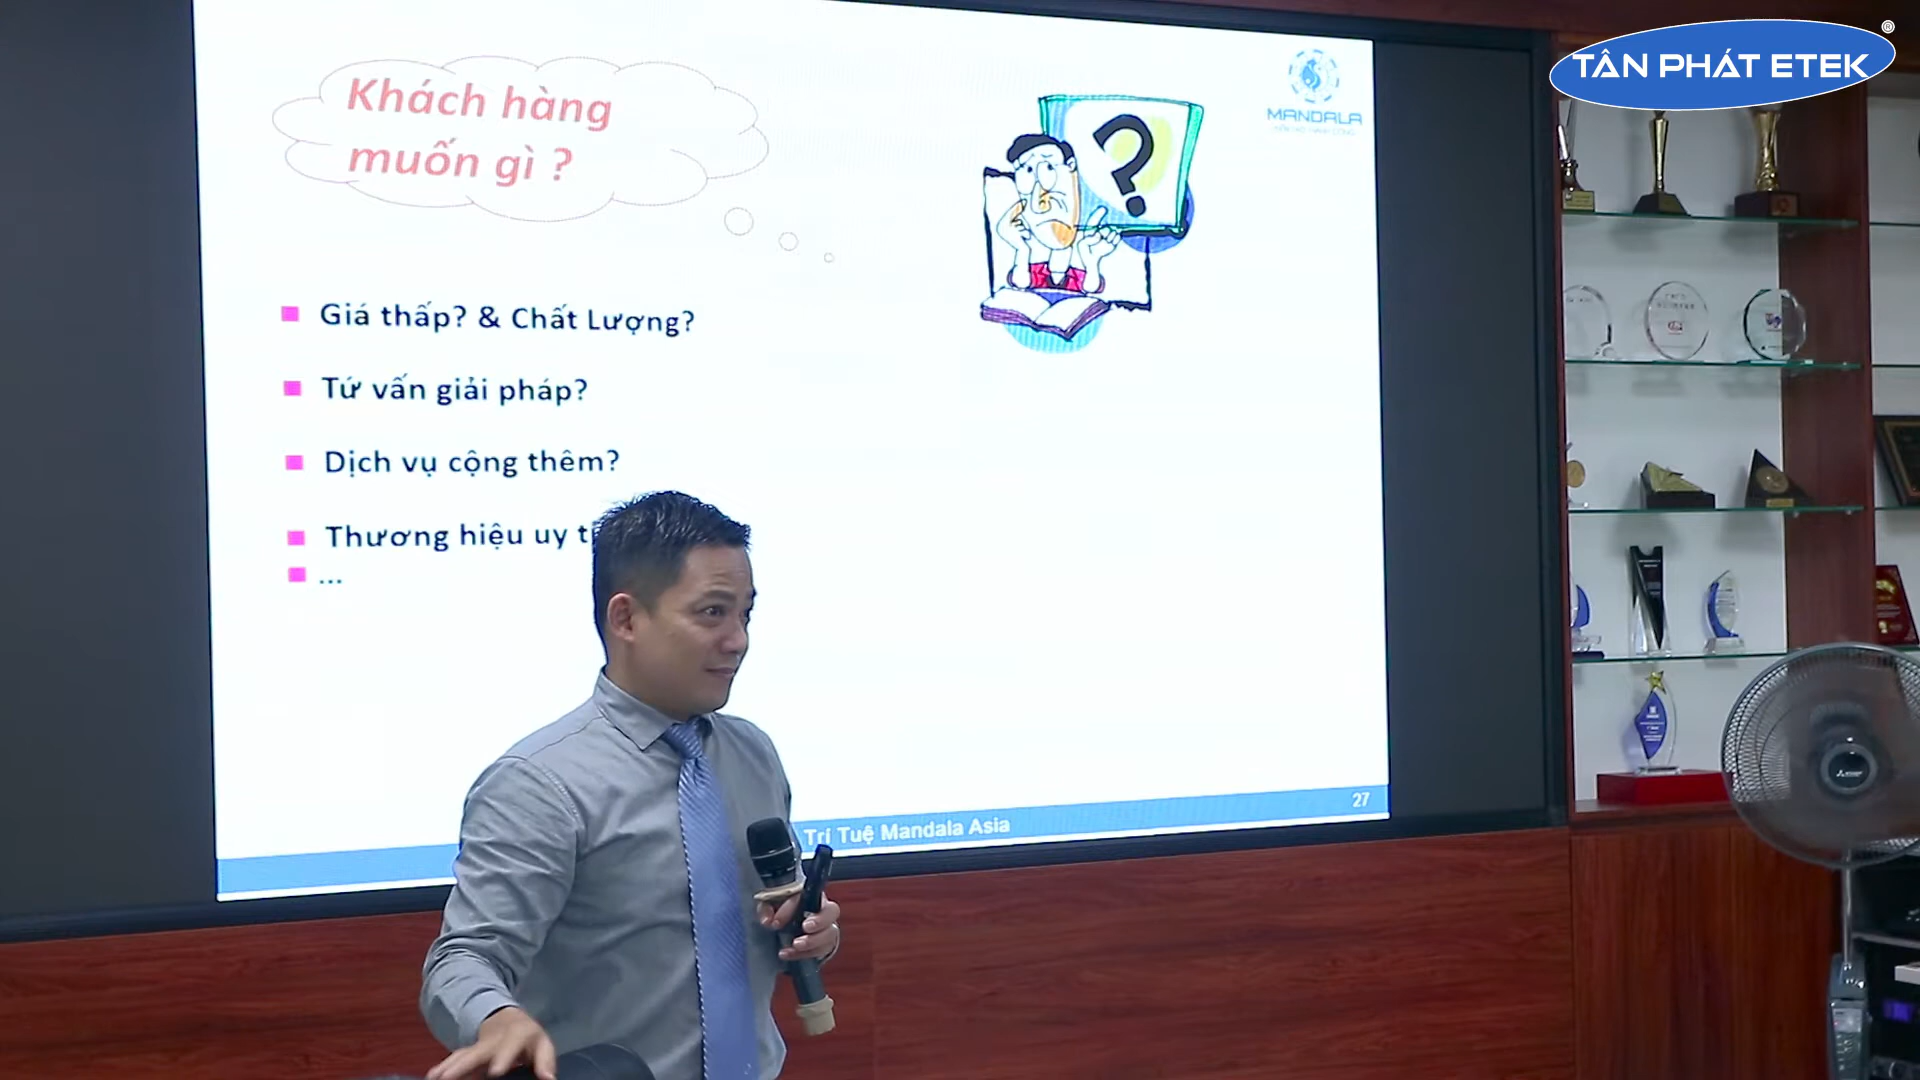 TÂN PHÁT ETEK
®
Khách hàng
muốn gì ?
?
MANDALA
Giá thấp? & Chất Lượng?
Tứ vấn giải pháp?
Dịch vụ cộng thêm?
Thương hiệu uy
...
Trí Tuệ Mandala Asia
27